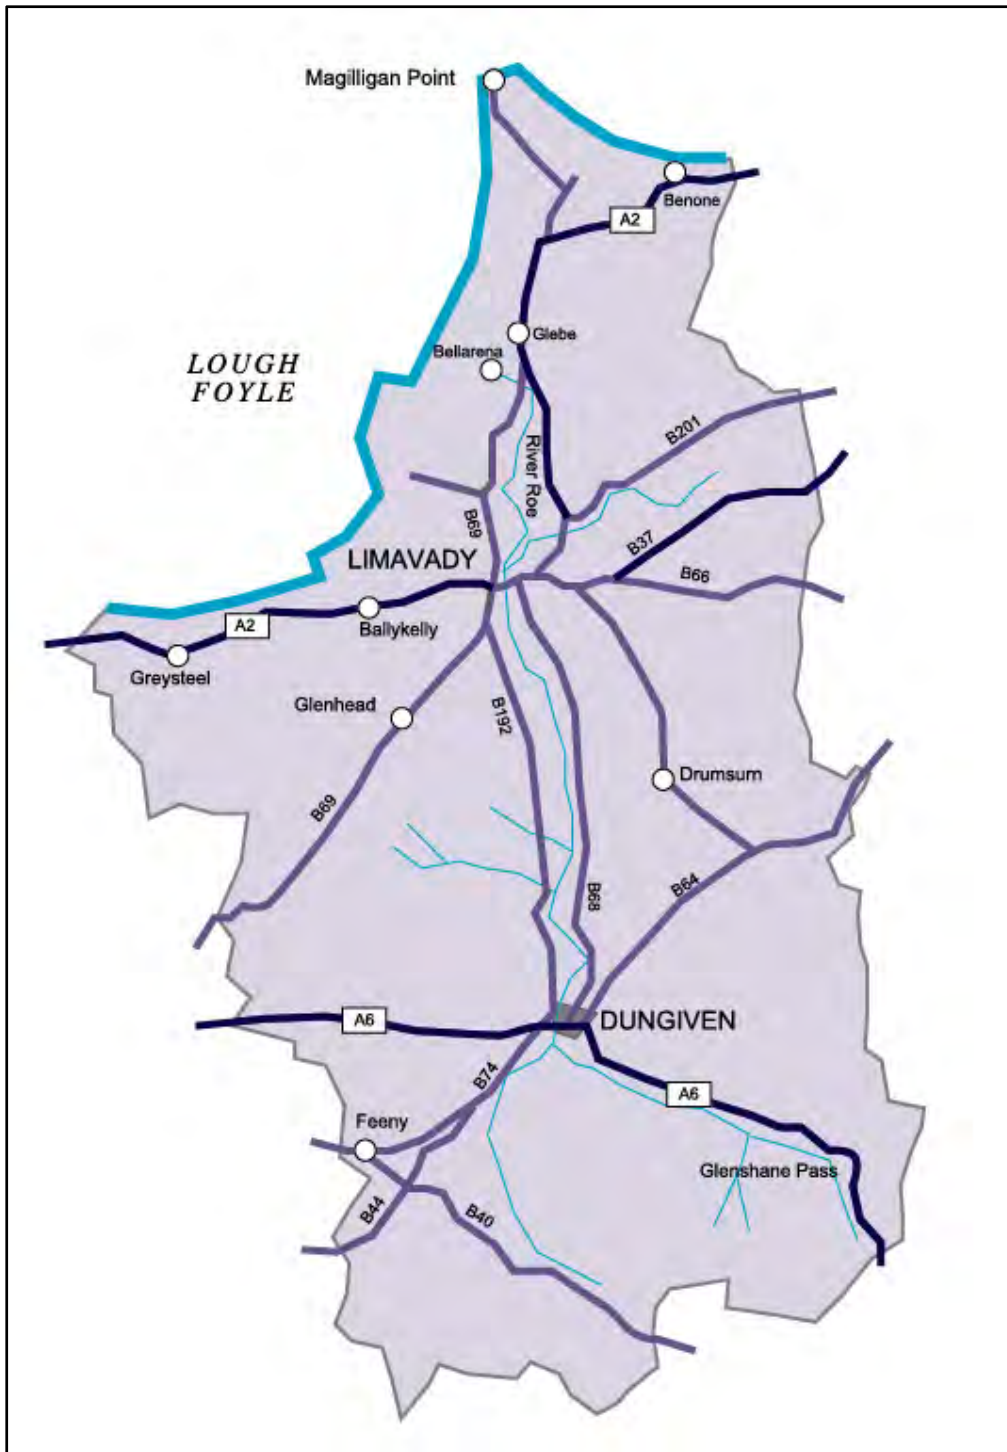 Magilligan Point
Benone
A2
Glebe
Bellarena
LOUGH
FOYLE
B201
River Roe
B69
B37
LIMAVADY
B66
A2
Ballykelly
Greysteel
Glenhead
B192
Drumsum
B69
B64
B68
A6
DUNGIVEN
B74
A6
Feeny
Glenshane Pass
B44
B40